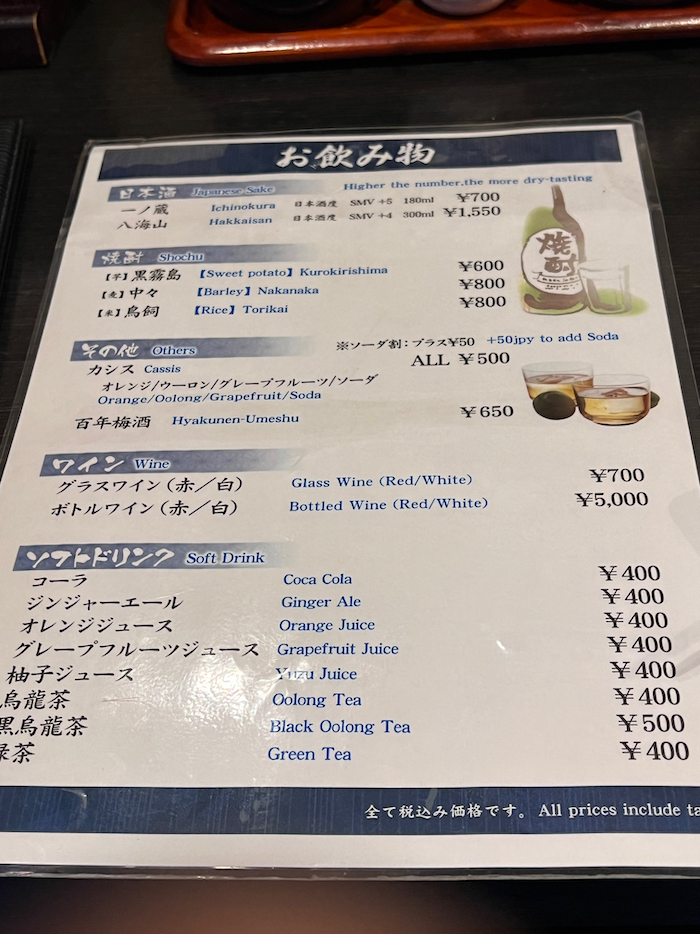 お飲み物
日本酒 Japanese Sake Higher the number,the more dry-tasting
一ノ蔵 Ichinokura 日本酒度 SMV +5 180ml ¥700
八海山 Hakkaisan 日本酒度 SMV +4 300ml ¥1,550
焼酎 Shochu
【芋】黒霧島 【Sweet potato】Kurokirishima ¥600
【麦】中々 【Barley】Nakanaka ¥800
【米】鳥飼 【Rice】Torikai ¥800
焼酎
その他 Others ※ソーダ割：プラス¥50 +50jpy to add Soda
カシス Cassis ALL ¥500
オレンジ/ウーロン/グレープフルーツ/ソーダ
Orange/Oolong/Grapefruit/Soda
百年梅酒 Hyakunen-Umeshu ¥650
ワイン Wine
グラスワイン（赤／白） Glass Wine (Red/White) ¥700
ボトルワイン（赤／白） Bottled Wine (Red/White) ¥5,000
ソフトドリンク Soft Drink
コーラ Coca Cola ¥400
ジンジャーエール Ginger Ale ¥400
オレンジジュース Orange Juice ¥400
グレープフルーツジュース Grapefruit Juice ¥400
柚子ジュース Yuzu Juice ¥400
烏龍茶 Oolong Tea ¥400
黒烏龍茶 Black Oolong Tea ¥500
緑茶 Green Tea ¥400
全て税込み価格です。 All prices include ta